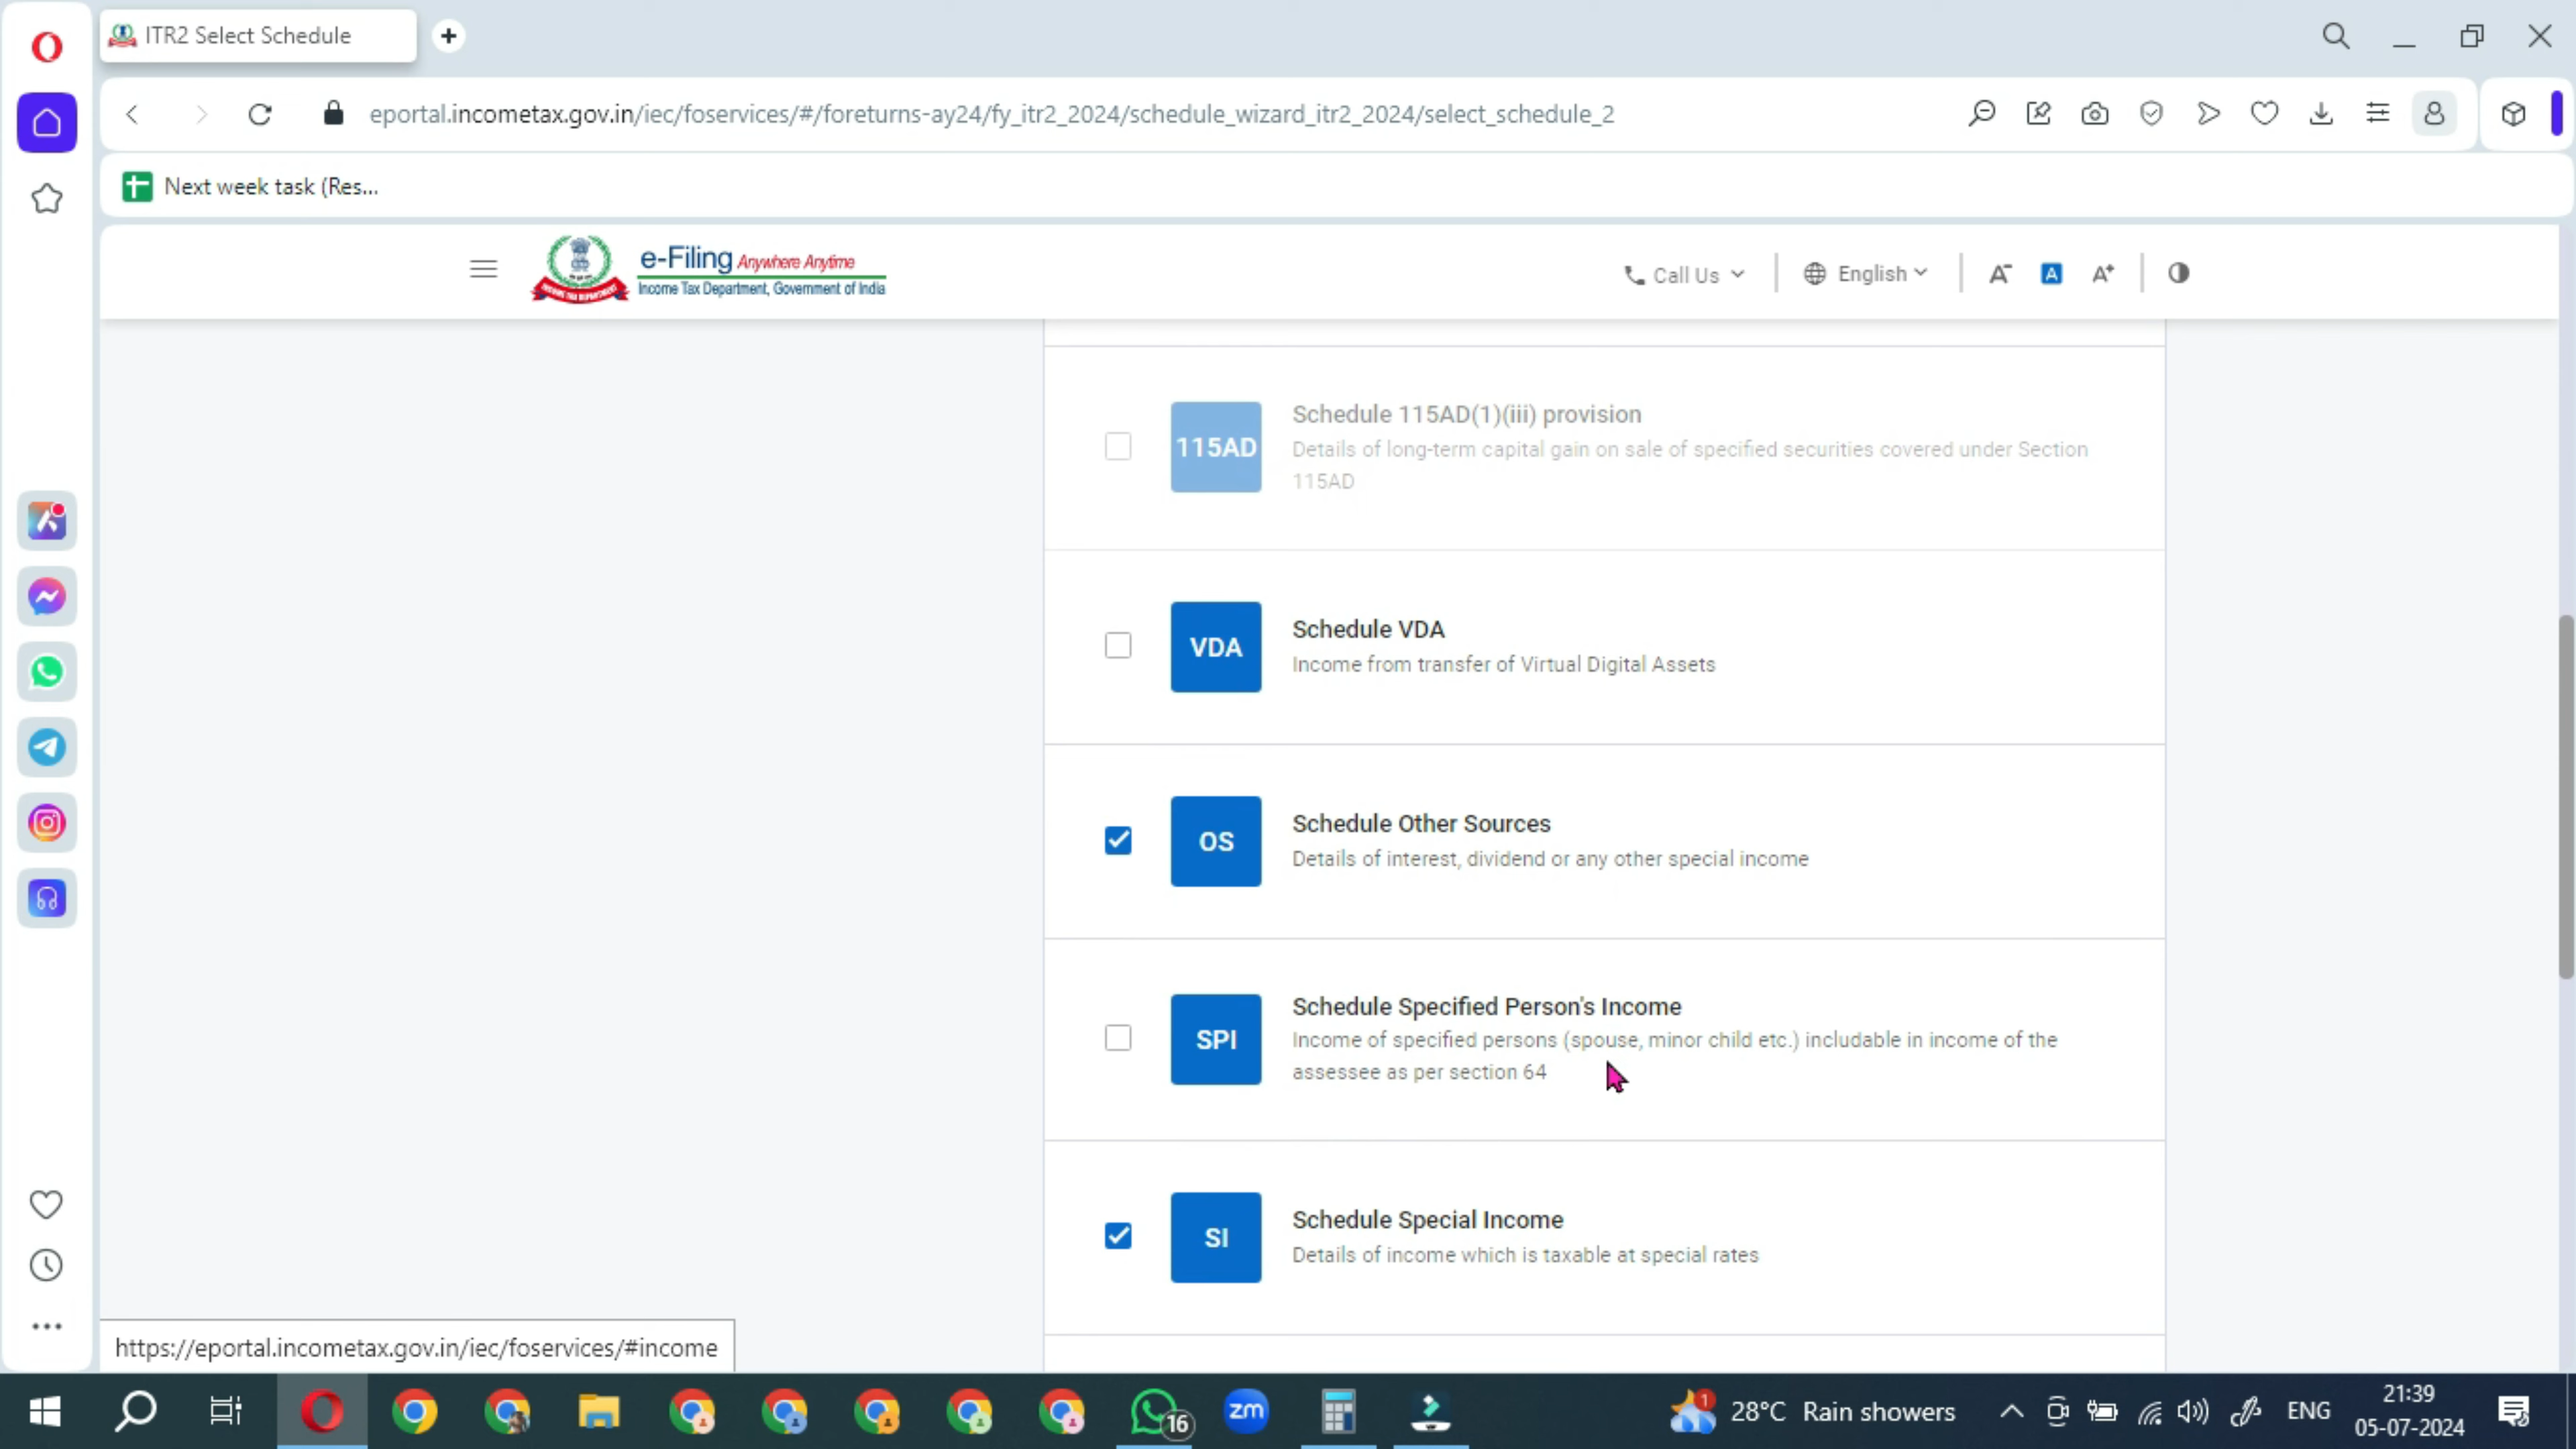 ITR2 Select Schedule
eportal.incometax.gov.in/iec/foservices/#/foreturns-ay24/fy_itr2_2024/schedule_wizard_itr2_2024/select_schedule_2
Next week task (Res...
e-Filing Anywhere Anytime
Income Tax Department, Government of India
INCOME TAX DEPARTMENT
Call Us
English
A-
A
A+
115AD
Schedule 115AD(1)(iii) provision
Details of long-term capital gain on sale of specified securities covered under Section
115AD
VDA
Schedule VDA
Income from transfer of Virtual Digital Assets
OS
Schedule Other Sources
Details of interest, dividend or any other special income
SPI
Schedule Specified Person's Income
Income of specified persons (spouse, minor child etc.) includable in income of the
assessee as per section 64
SI
Schedule Special Income
Details of income which is taxable at special rates
https://eportal.incometax.gov.in/iec/foservices/#income
16
zm
1
28°C Rain showers
ENG
21:39
05-07-2024